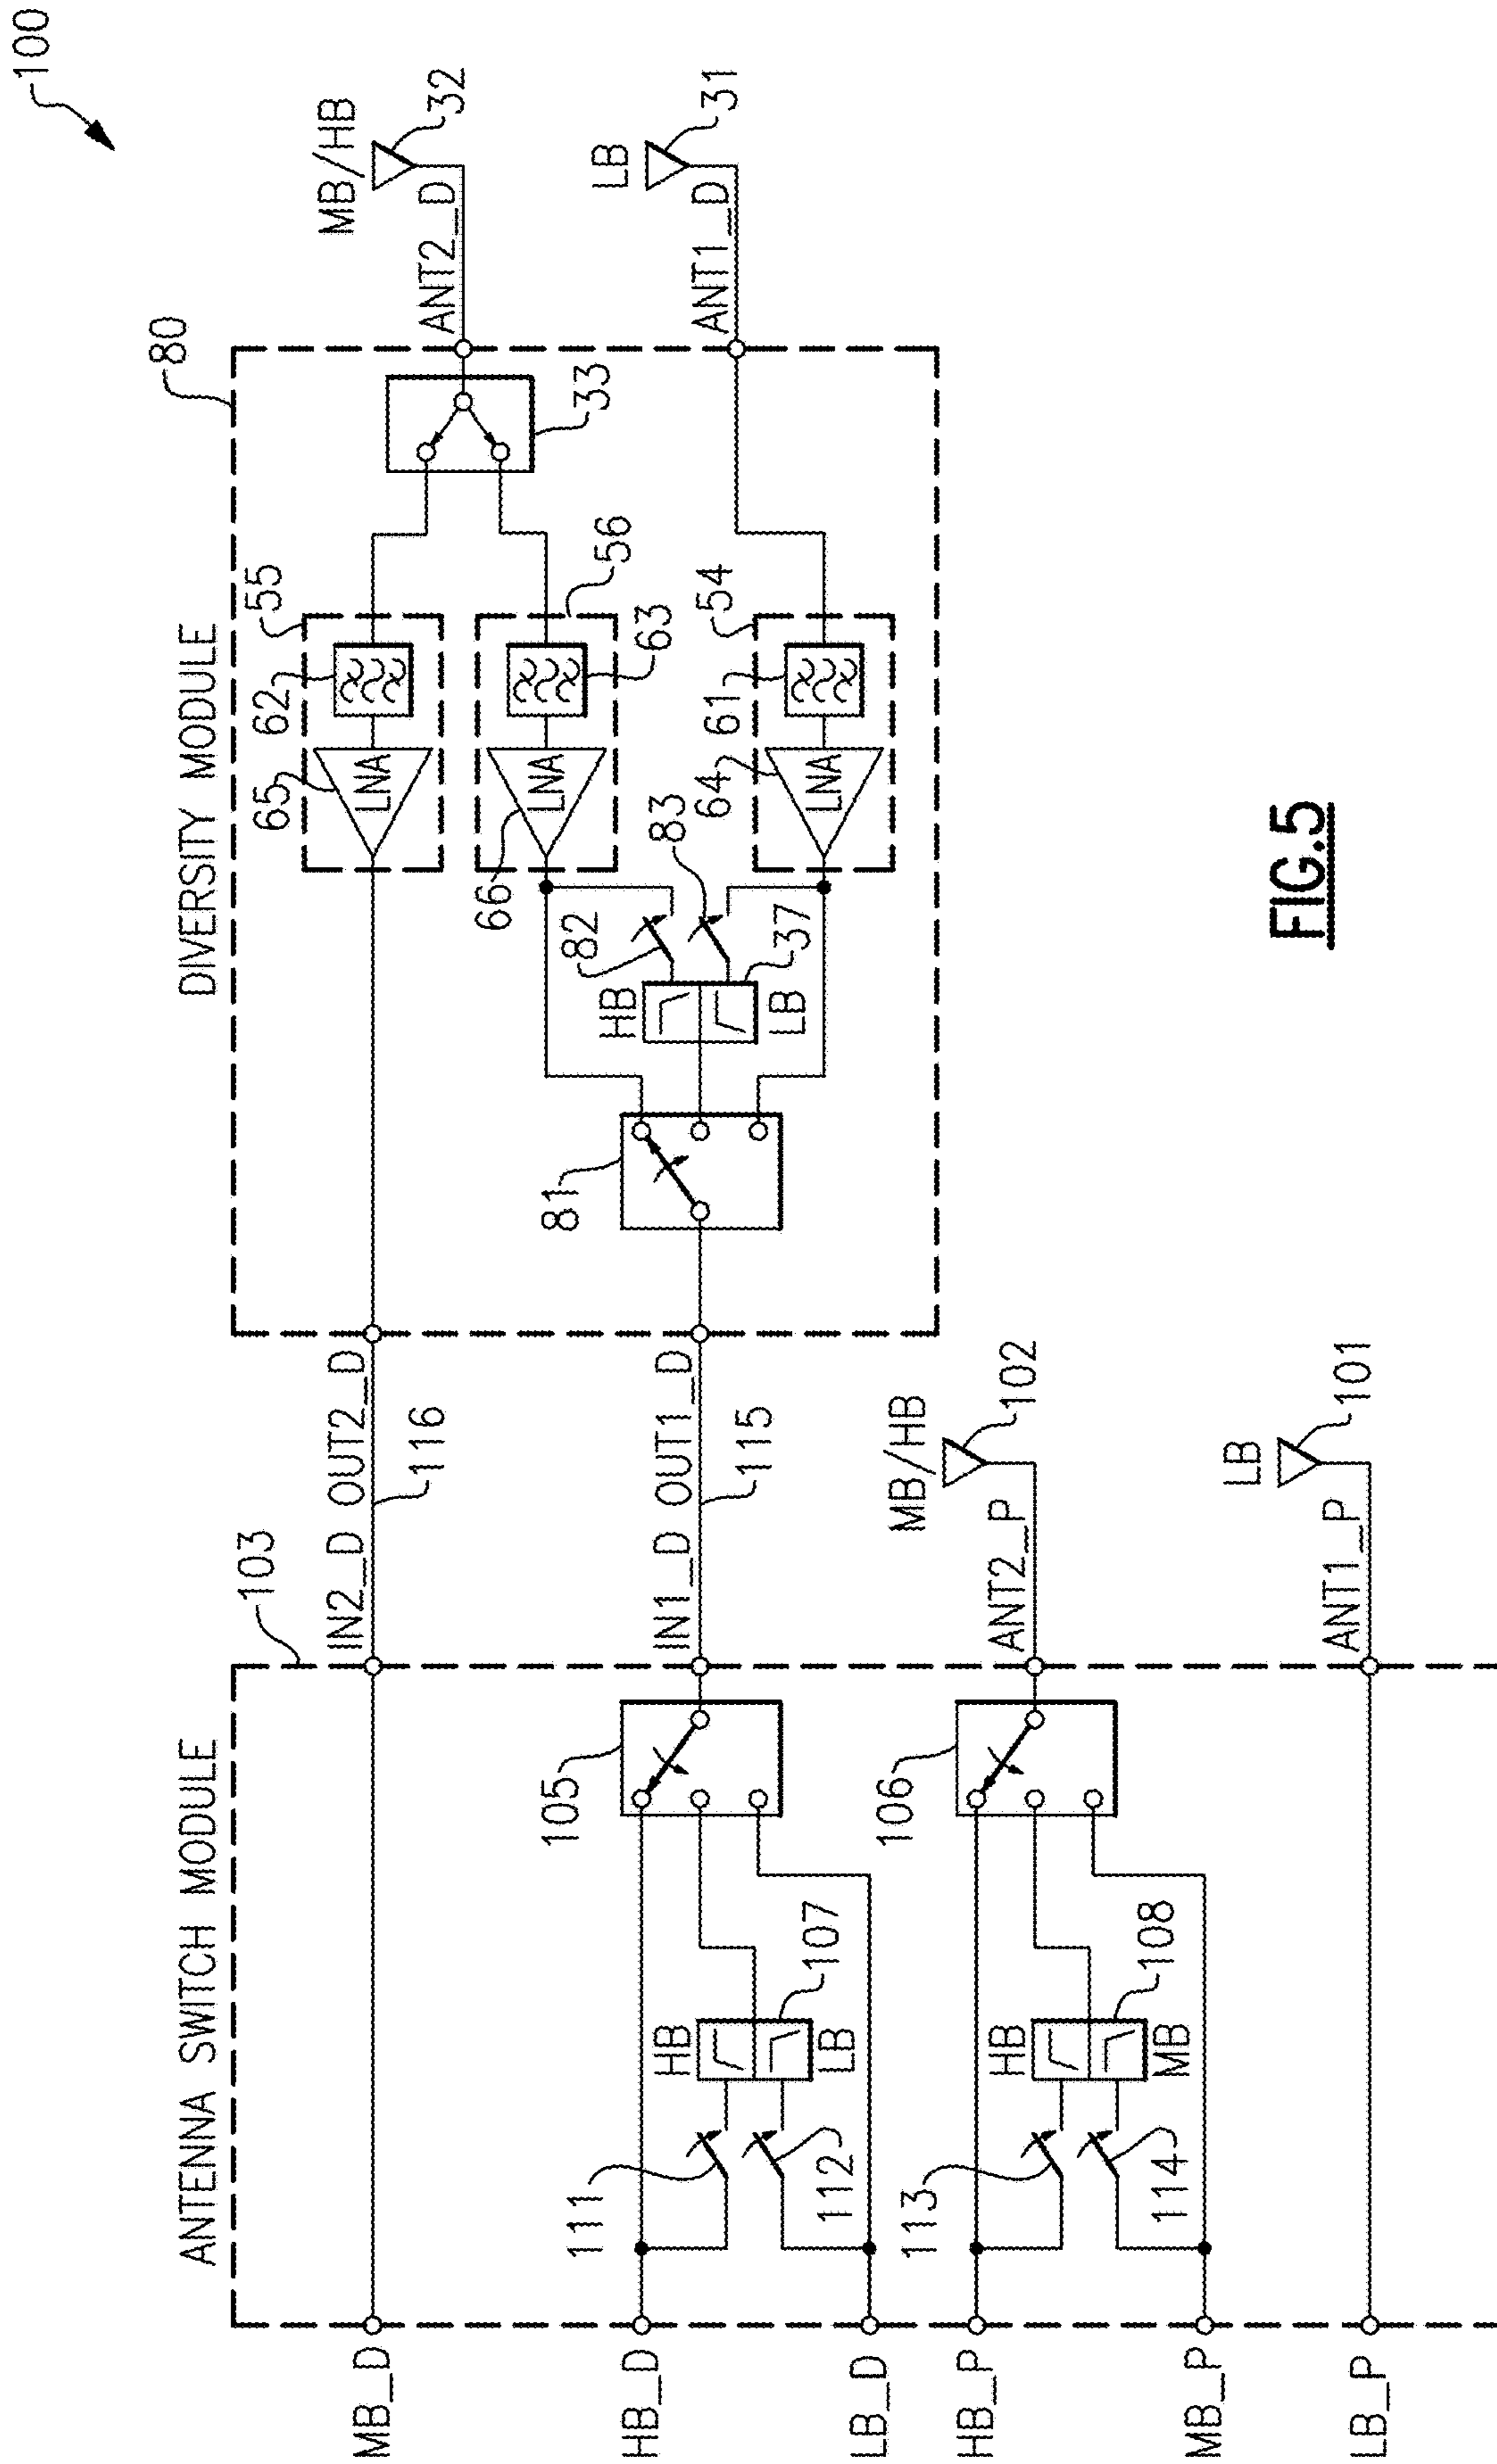 100
ANTENNA SWITCH MODULE
103
DIVERSITY MODULE
80
MB_D
IN2_D OUT2_D
116
65
LNA
62
55
33
MB/HB
32
ANT2_D
66
LNA
63
56
HB_D
111
HB
105
IN1_D OUT1_D
115
81
HB
82
83
37
LB
112
LB
107
LB_D
64
LNA
61
54
LB
31
ANT1_D
HB_P
113
HB
106
MB/HB
102
ANT2_P
114
MB
108
MB_P
LB
101
ANT1_P
LB_P
FIG.5